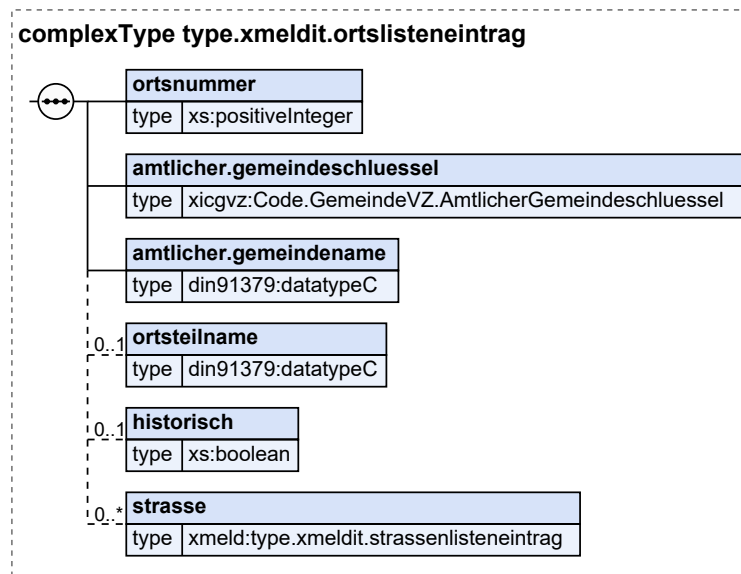 complexType type.xmeldit.ortslisteneintrag
ortsnummer
type xs:positiveInteger
amtlicher.gemeindeschluessel
type xicgvz:Code.GemeindeVZ.AmtlicherGemeindeschluessel
amtlicher.gemeindename
type din91379:datatypeC
0..1 ortsteilname
type din91379:datatypeC
0..1 historisch
type xs:boolean
0..* strasse
type xmeld:type.xmeldit.strassenlisteneintrag